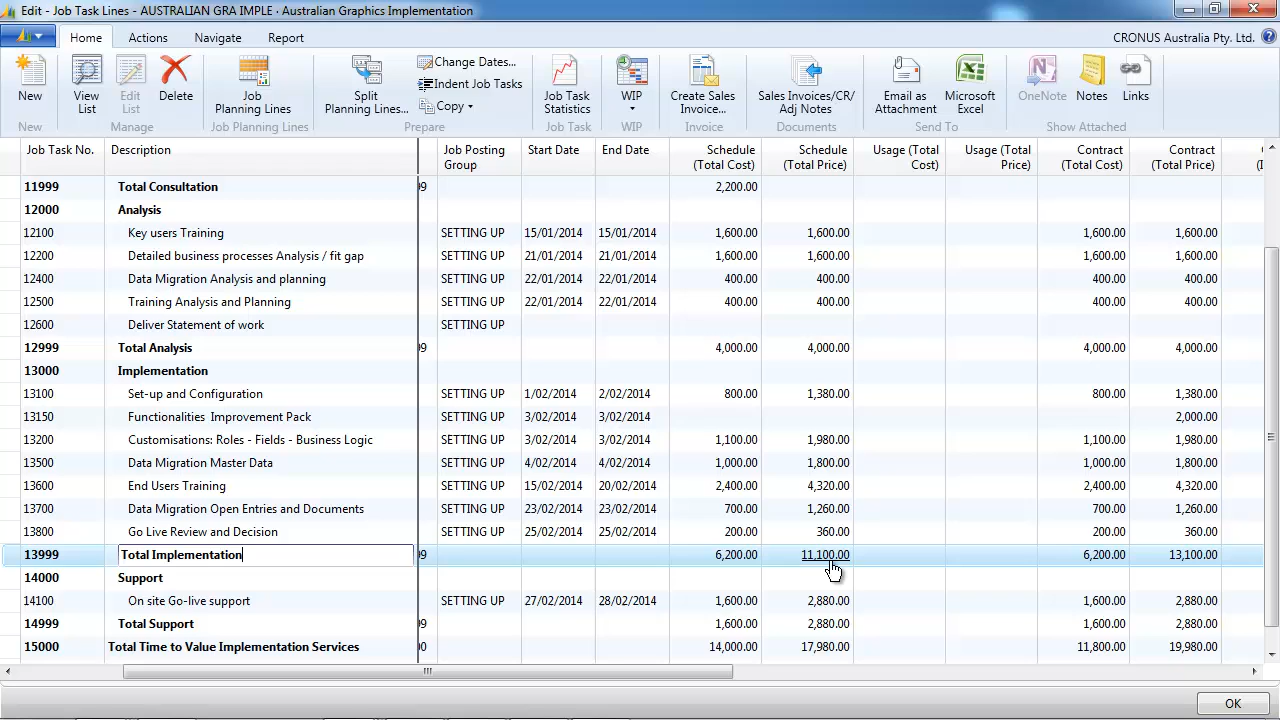 Edit - Job Task Lines - AUSTRALIAN GRA IMPLE · Australian Graphics Implementation
Home Actions Navigate Report CRONUS Australia Pty. Ltd.
New
View List
Edit List
Delete
Job Planning Lines
Split Planning Lines...
Change Dates...
Indent Job Tasks
Copy
Job Task Statistics
WIP
Create Sales Invoice...
Sales Invoices/CR/Adj Notes
Email as Attachment
Microsoft Excel
OneNote
Notes
Links
New Manage Job Planning Lines Prepare Job Task WIP Invoice Documents Send To Show Attached
Job Task No. Description Job Posting Group Start Date End Date Schedule (Total Cost) Schedule (Total Price) Usage (Total Cost) Usage (Total Price) Contract (Total Cost) Contract (Total Price)
11999 Total Consultation 2,200.00
12000 Analysis
12100 Key users Training SETTING UP 15/01/2014 15/01/2014 1,600.00 1,600.00 1,600.00 1,600.00
12200 Detailed business processes Analysis / fit gap SETTING UP 21/01/2014 21/01/2014 1,600.00 1,600.00 1,600.00 1,600.00
12400 Data Migration Analysis and planning SETTING UP 22/01/2014 22/01/2014 400.00 400.00 400.00 400.00
12500 Training Analysis and Planning SETTING UP 22/01/2014 22/01/2014 400.00 400.00 400.00 400.00
12600 Deliver Statement of work SETTING UP
12999 Total Analysis 4,000.00 4,000.00 4,000.00 4,000.00
13000 Implementation
13100 Set-up and Configuration SETTING UP 1/02/2014 2/02/2014 800.00 1,380.00 800.00 1,380.00
13150 Functionalities Improvement Pack SETTING UP 3/02/2014 3/02/2014 2,000.00
13200 Customisations: Roles - Fields - Business Logic SETTING UP 3/02/2014 3/02/2014 1,100.00 1,980.00 1,100.00 1,980.00
13500 Data Migration Master Data SETTING UP 4/02/2014 4/02/2014 1,000.00 1,800.00 1,000.00 1,800.00
13600 End Users Training SETTING UP 15/02/2014 20/02/2014 2,400.00 4,320.00 2,400.00 4,320.00
13700 Data Migration Open Entries and Documents SETTING UP 23/02/2014 23/02/2014 700.00 1,260.00 700.00 1,260.00
13800 Go Live Review and Decision SETTING UP 25/02/2014 25/02/2014 200.00 360.00 200.00 360.00
13999 Total Implementation 6,200.00 11,100.00 6,200.00 13,100.00
14000 Support
14100 On site Go-live support SETTING UP 27/02/2014 28/02/2014 1,600.00 2,880.00 1,600.00 2,880.00
14999 Total Support 1,600.00 2,880.00 1,600.00 2,880.00
15000 Total Time to Value Implementation Services 14,000.00 17,980.00 11,800.00 19,980.00
OK